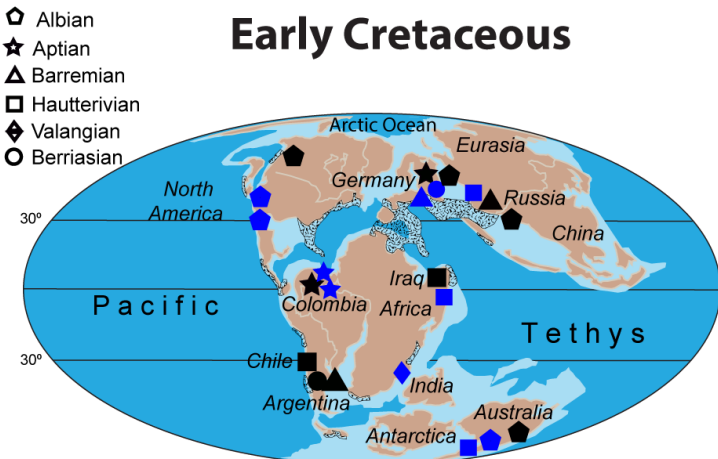 Early Cretaceous
Albian
Aptian
Barremian
Hautterivian
Valangian
Berriasian
Arctic Ocean
Eurasia
Germany
North
America
Russia
30º
China
Iraq
Colombia
Africa
Pacific
Tethys
Chile
30º
India
Argentina
Australia
Antarctica